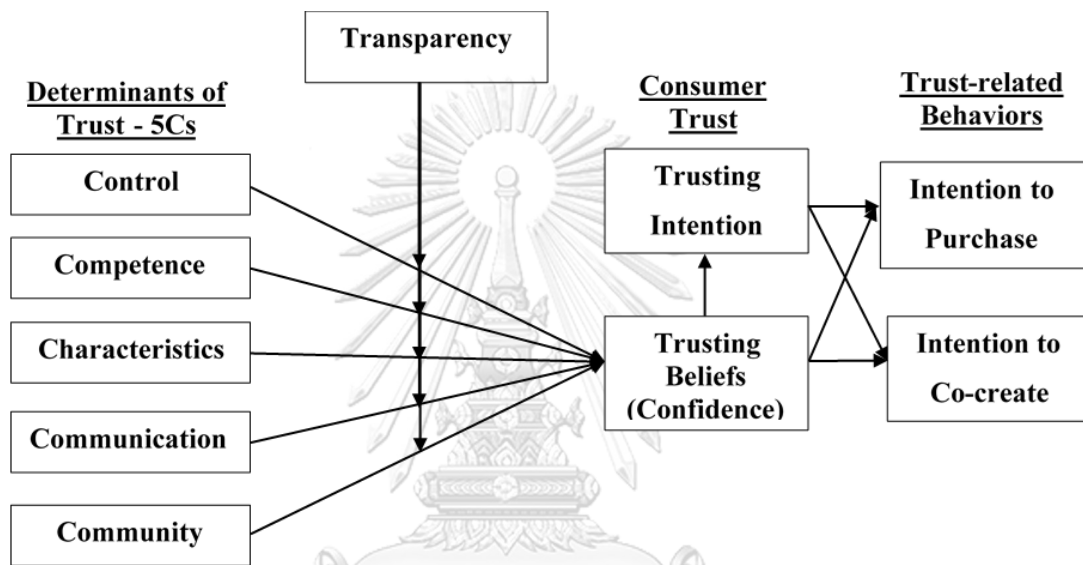 Transparency
Determinants of
Trust - 5Cs
Consumer
Trust
Trust-related
Behaviors
Control
Competence
Characteristics
Communication
Community
Trusting
Intention
Trusting
Beliefs
(Confidence)
Intention to
Purchase
Intention to
Co-create